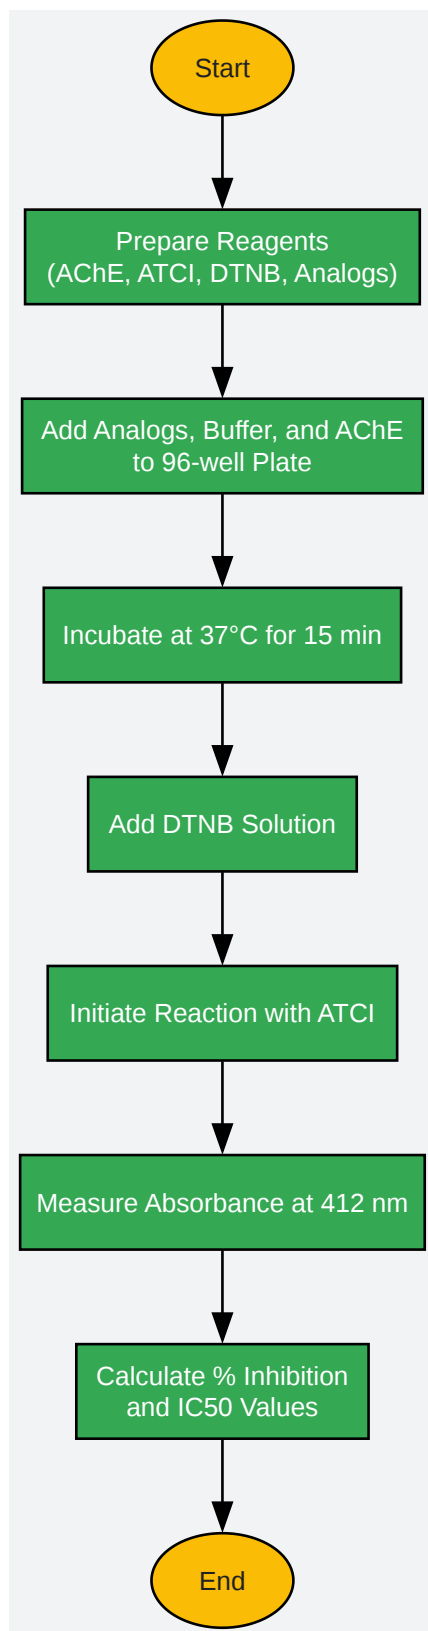 Start
Prepare Reagents
(AChE, ATCI, DTNB, Analogs)
Add Analogs, Buffer, and AChE
to 96-well Plate
Incubate at 37°C for 15 min
Add DTNB Solution
Initiate Reaction with ATCI
Measure Absorbance at 412 nm
Calculate % Inhibition
and IC50 Values
End